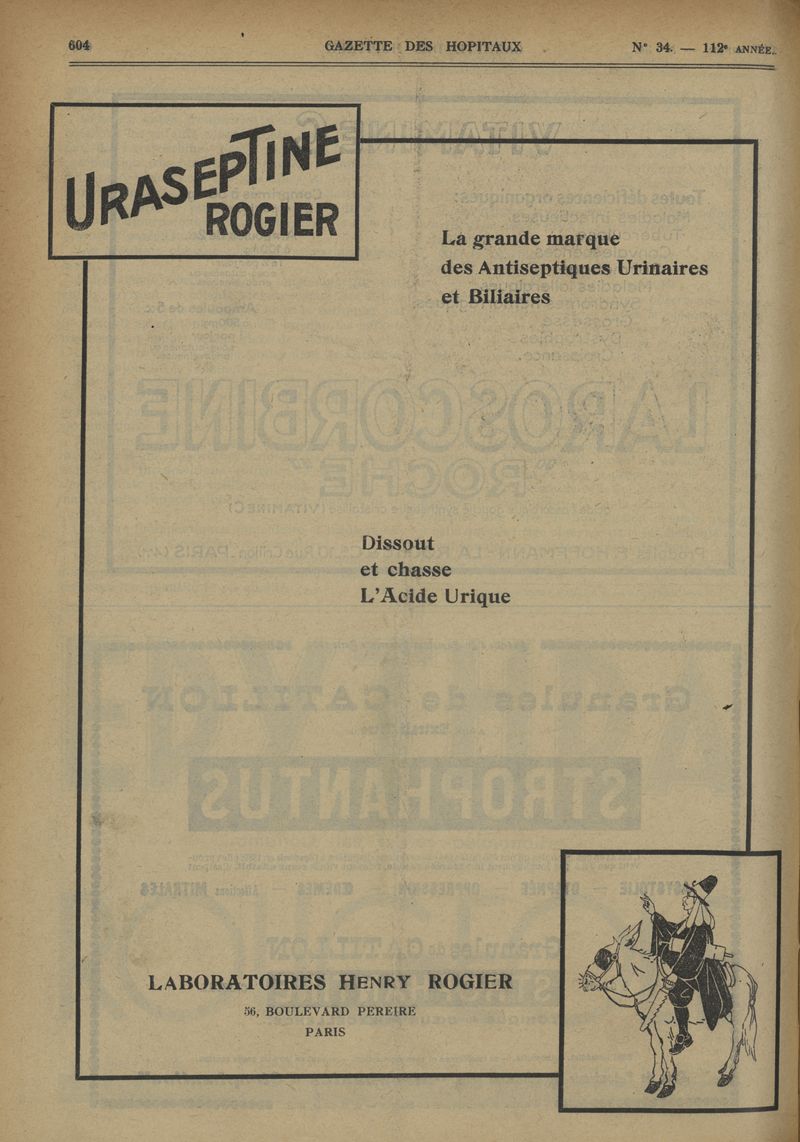 604
GAZETTE DES HOPITAUX
N° 34. — 112e ANNÉE.
URASEPTINE
ROGIER
La grande marque
des Antiseptiques Urinaires
et Biliaires
Dissout
et chasse
L'Acide Urique
LABORATOIRES HENRY ROGIER
56, BOULEVARD PEREIRE
PARIS